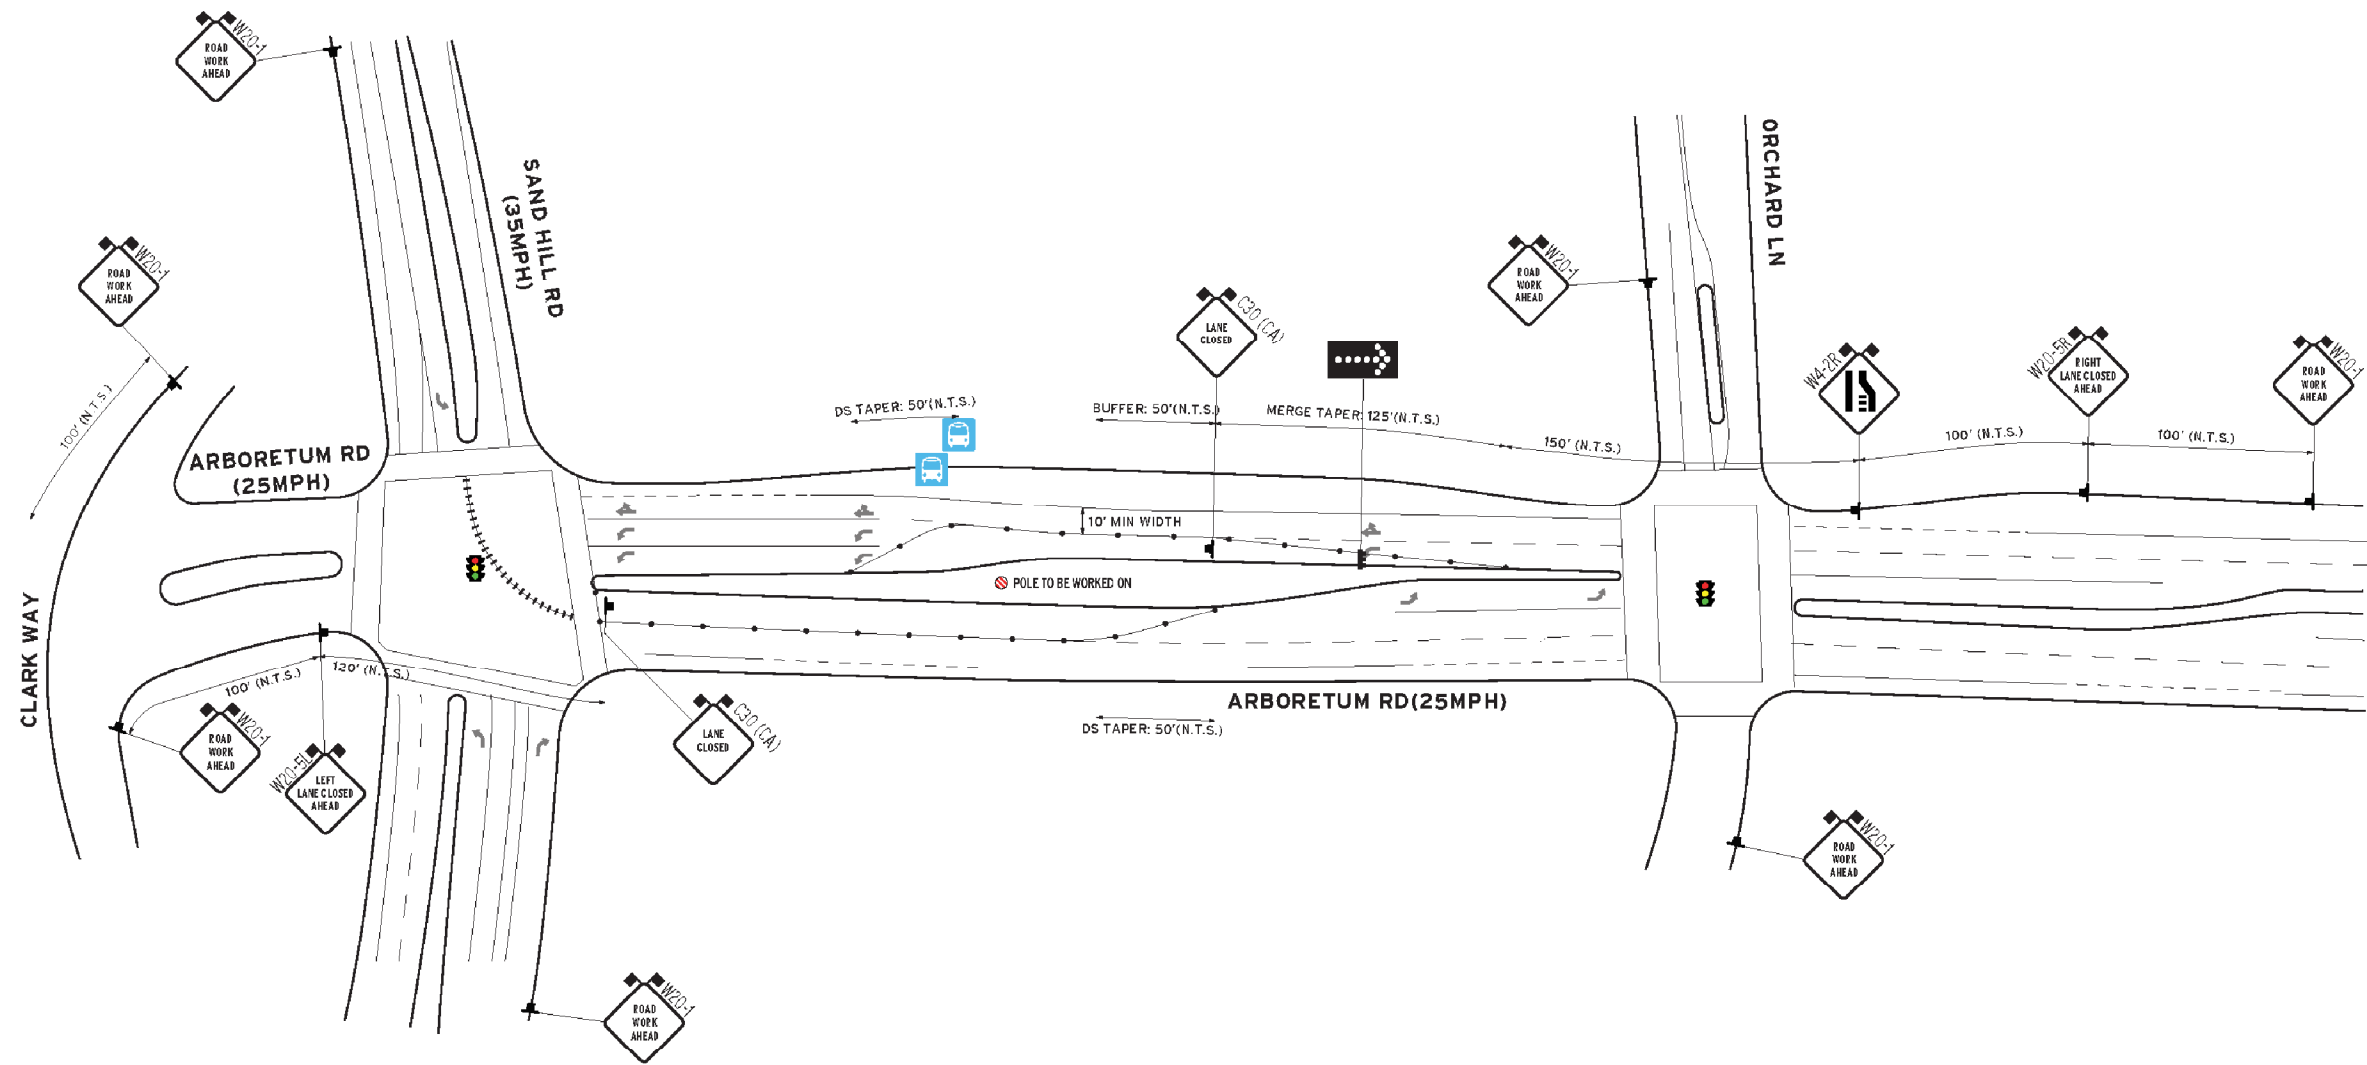 ROAD
WORK
AHEAD
W20-1
SAND HILL RD
(35MPH)
ORCHARD LN
ROAD
WORK
AHEAD
W20-1
100' (N.T.S.)
ROAD
WORK
AHEAD
W20-1
LANE
CLOSED
C30 (CA)
W4-2R
RIGHT
LANE CLOSED
AHEAD
W20-5R
ROAD
WORK
AHEAD
W20-1
DS TAPER: 50'(N.T.S.)
BUFFER: 50'(N.T.S.)
MERGE TAPER: 125'(N.T.S.)
150' (N.T.S.)
100' (N.T.S.)
100' (N.T.S.)
ARBORETUM RD
(25MPH)
10' MIN WIDTH
POLE TO BE WORKED ON
CLARK WAY
100' (N.T.S.)
120' (N.T.S.)
ARBORETUM RD(25MPH)
DS TAPER: 50'(N.T.S.)
ROAD
WORK
AHEAD
W20-1
LEFT
LANE CLOSED
AHEAD
W20-5L
LANE
CLOSED
C30 (CA)
ROAD
WORK
AHEAD
W20-1
ROAD
WORK
AHEAD
W20-1